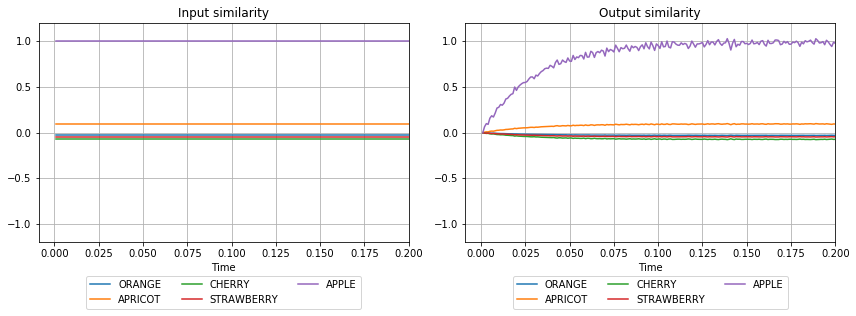 Input similarity
1.0
0.5
0.0
−0.5
−1.0
0.000 0.025 0.050 0.075 0.100 0.125 0.150 0.175 0.200
Time
ORANGE CHERRY APPLE
APRICOT STRAWBERRY
Output similarity
1.0
0.5
0.0
−0.5
−1.0
0.000 0.025 0.050 0.075 0.100 0.125 0.150 0.175 0.200
Time
ORANGE CHERRY APPLE
APRICOT STRAWBERRY